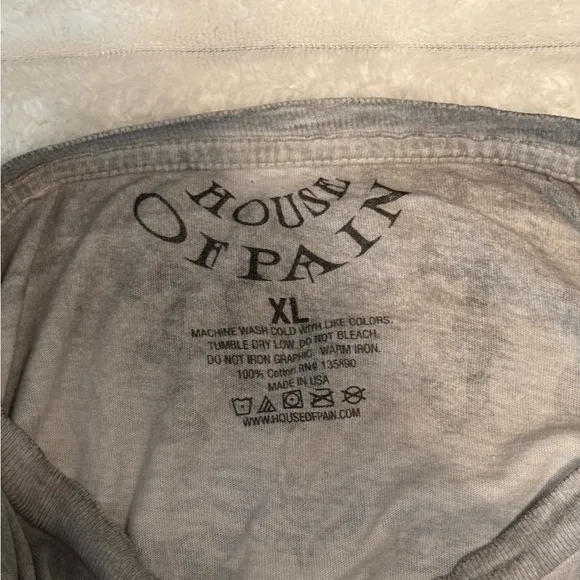 HOUSE
OF PAIN
XL
MACHINE WASH COLD WITH LIKE COLORS.
TUMBLE DRY LOW. DO NOT BLEACH.
DO NOT IRON GRAPHIC. WARM IRON.
100% Cotton RN# 135890
MADE IN USA
WWW.HOUSEOFPAIN.COM